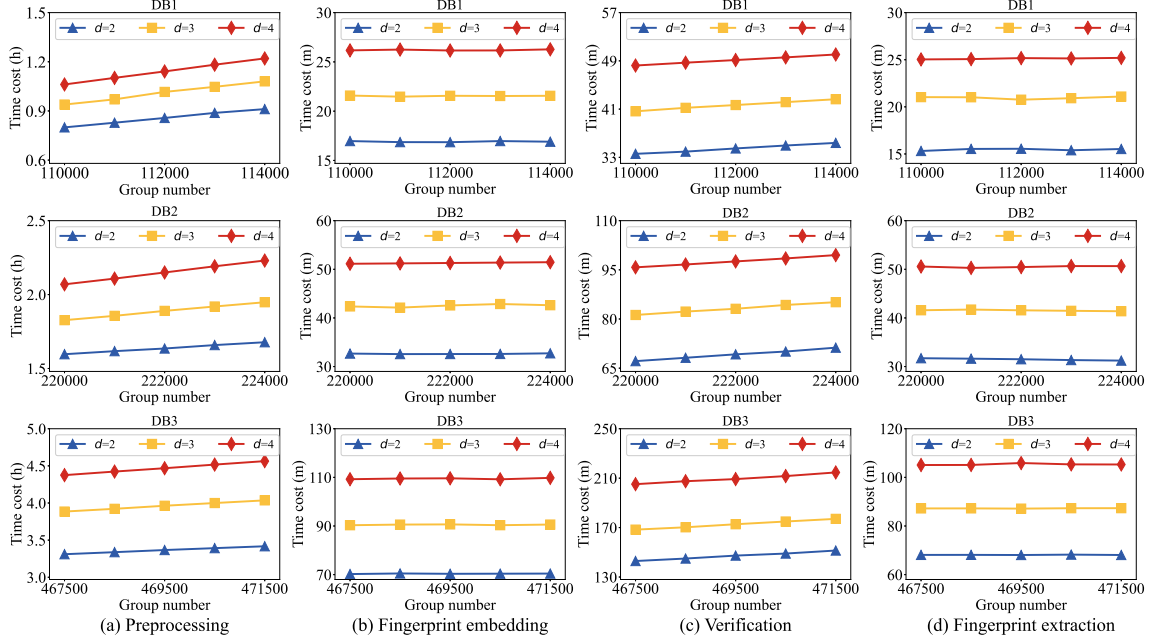 DB1
1.5
1.2
0.9
0.6
Time cost (h)
d=2 d=3 d=4
110000 112000 114000
Group number
DB1
30
25
20
15
Time cost (m)
d=2 d=3 d=4
110000 112000 114000
Group number
DB1
57
49
41
33
Time cost (m)
d=2 d=3 d=4
110000 112000 114000
Group number
DB1
30
25
20
15
Time cost (m)
d=2 d=3 d=4
110000 112000 114000
Group number
DB2
2.5
2.0
1.5
Time cost (h)
d=2 d=3 d=4
220000 222000 224000
Group number
DB2
60
50
40
30
Time cost (m)
d=2 d=3 d=4
220000 222000 224000
Group number
DB2
110
95
80
65
Time cost (m)
d=2 d=3 d=4
220000 222000 224000
Group number
DB2
60
50
40
30
Time cost (m)
d=2 d=3 d=4
220000 222000 224000
Group number
DB3
5.0
4.5
4.0
3.5
3.0
Time cost (h)
d=2 d=3 d=4
467500 469500 471500
Group number
DB3
130
110
90
70
Time cost (m)
d=2 d=3 d=4
467500 469500 471500
Group number
DB3
250
210
170
130
Time cost (m)
d=2 d=3 d=4
467500 469500 471500
Group number
DB3
120
100
80
60
Time cost (m)
d=2 d=3 d=4
467500 469500 471500
Group number
(a) Preprocessing
(b) Fingerprint embedding
(c) Verification
(d) Fingerprint extraction